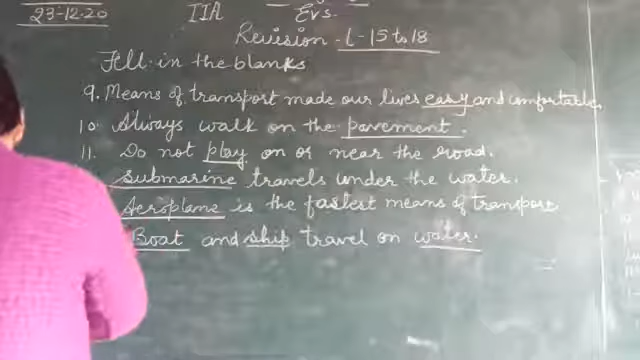 23-12-20 IIA Evs.
Revision - L-15 to 18
Fill in the blanks
9. Means of transport made our lives easy and comfortable.
10. Always walk on the pavement.
11. Do not play on or near the road.
Submarine travels under the water.
Aeroplane is the fastest means of transport
Boat and ship travel on water.